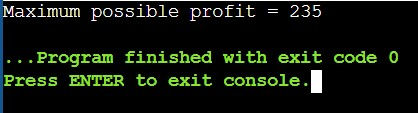 Maximum possible profit = 235
...Program finished with exit code 0
Press ENTER to exit console.